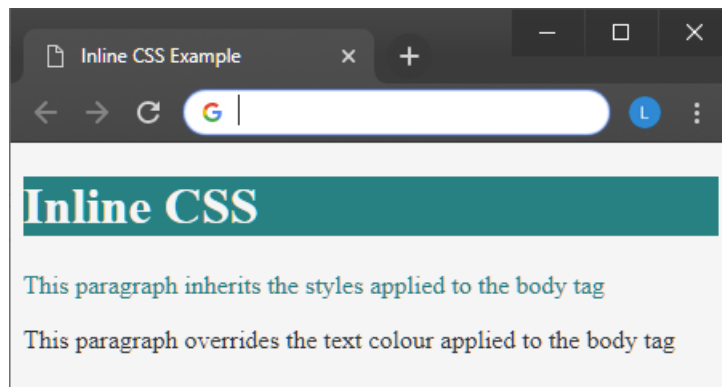 Inline CSS Example
L
Inline CSS
This paragraph inherits the styles applied to the body tag
This paragraph overrides the text colour applied to the body tag